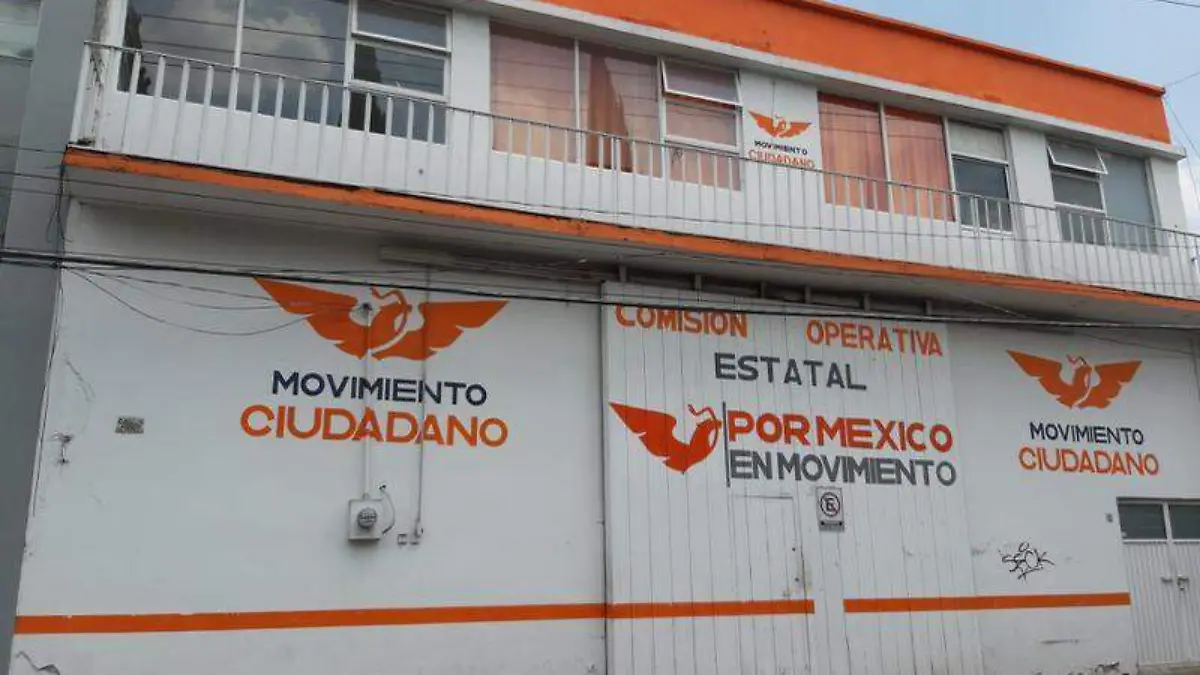 MOVIMIENTO
CIUDADANO
MOVIMIENTO
CIUDADANO
COMISION OPERATIVA
ESTATAL
POR MEXICO
EN MOVIMIENTO
E
MOVIMIENTO
CIUDADANO